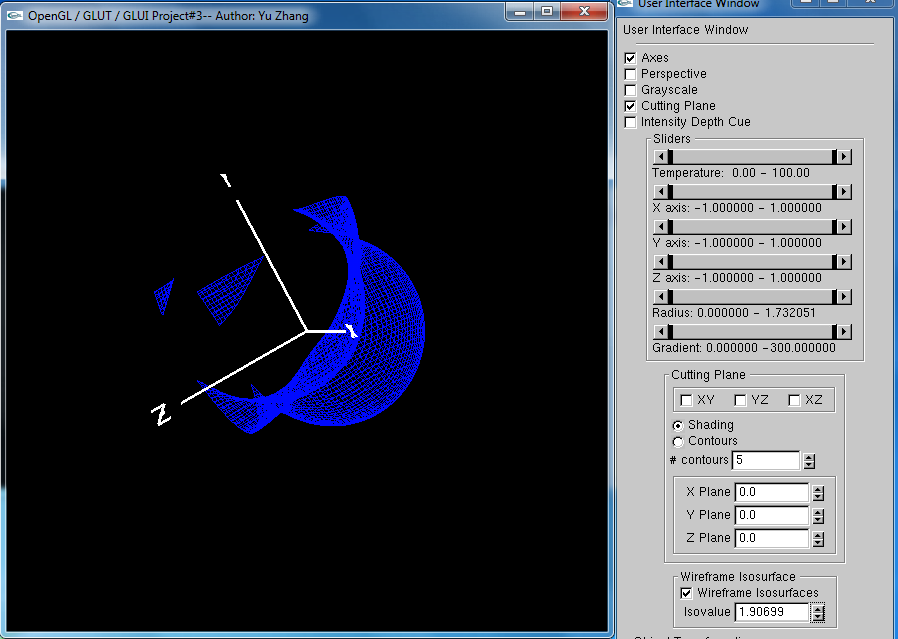 OpenGL / GLUT / GLUI Project#3-- Author: Yu Zhang
Y
X
Z
User Interface Window
User Interface Window
Axes
Perspective
Grayscale
Cutting Plane
Intensity Depth Cue
Sliders
Temperature: 0.00 - 100.00
X axis: -1.000000 - 1.000000
Y axis: -1.000000 - 1.000000
Z axis: -1.000000 - 1.000000
Radius: 0.000000 - 1.732051
Gradient: 0.000000 -300.000000
Cutting Plane
XY YZ XZ
Shading
Contours
# contours 5
X Plane 0.0
Y Plane 0.0
Z Plane 0.0
Wireframe Isosurface
Wireframe Isosurfaces
Isovalue 1.90699